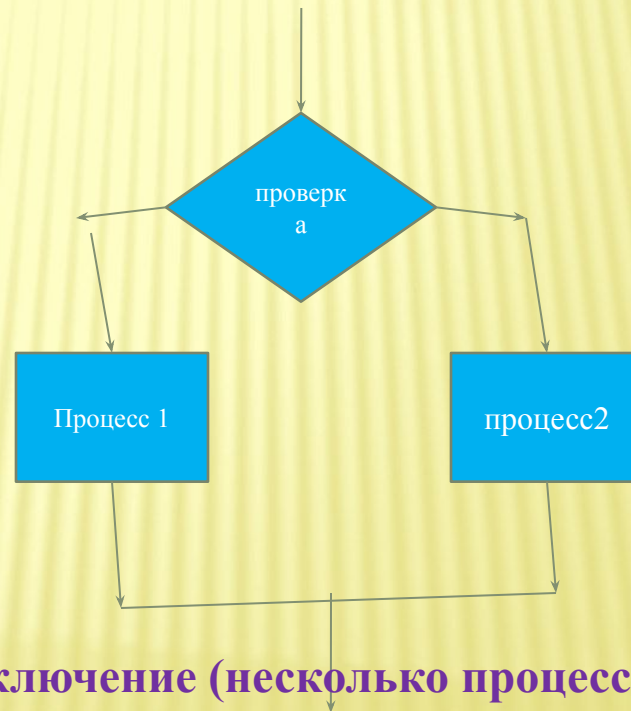 проверк
а
Процесс 1
процесс2
ключение (несколько процесс